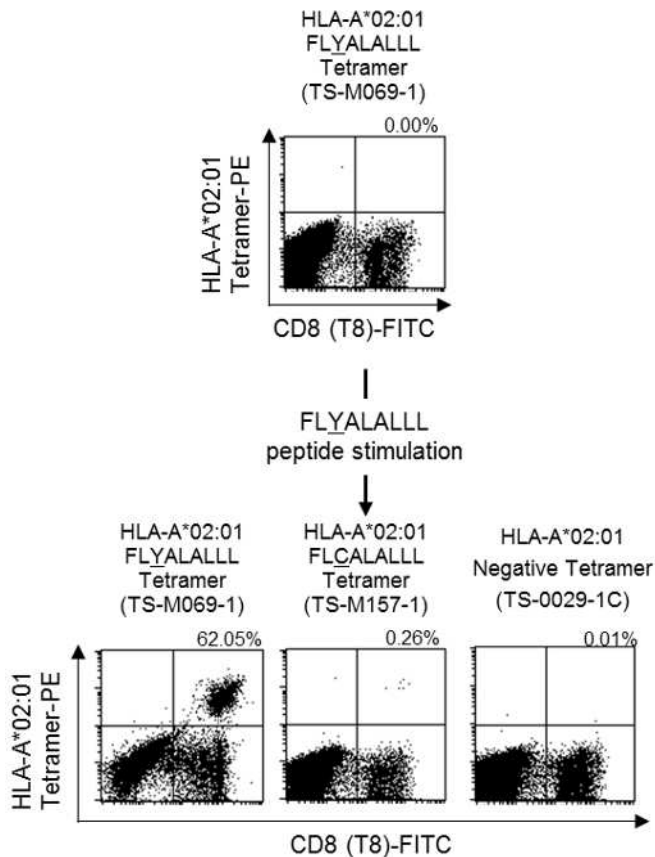 HLA-A*02:01
FLYALALLL
Tetramer
(TS-M069-1)
0.00%
HLA-A*02:01
Tetramer-PE
CD8 (T8)-FITC
FLYALALLL
peptide stimulation
HLA-A*02:01
FLYALALLL
Tetramer
(TS-M069-1)
62.05%
HLA-A*02:01
FLCALALLL
Tetramer
(TS-M157-1)
0.26%
HLA-A*02:01
Negative Tetramer
(TS-0029-1C)
0.01%
HLA-A*02:01
Tetramer-PE
CD8 (T8)-FITC